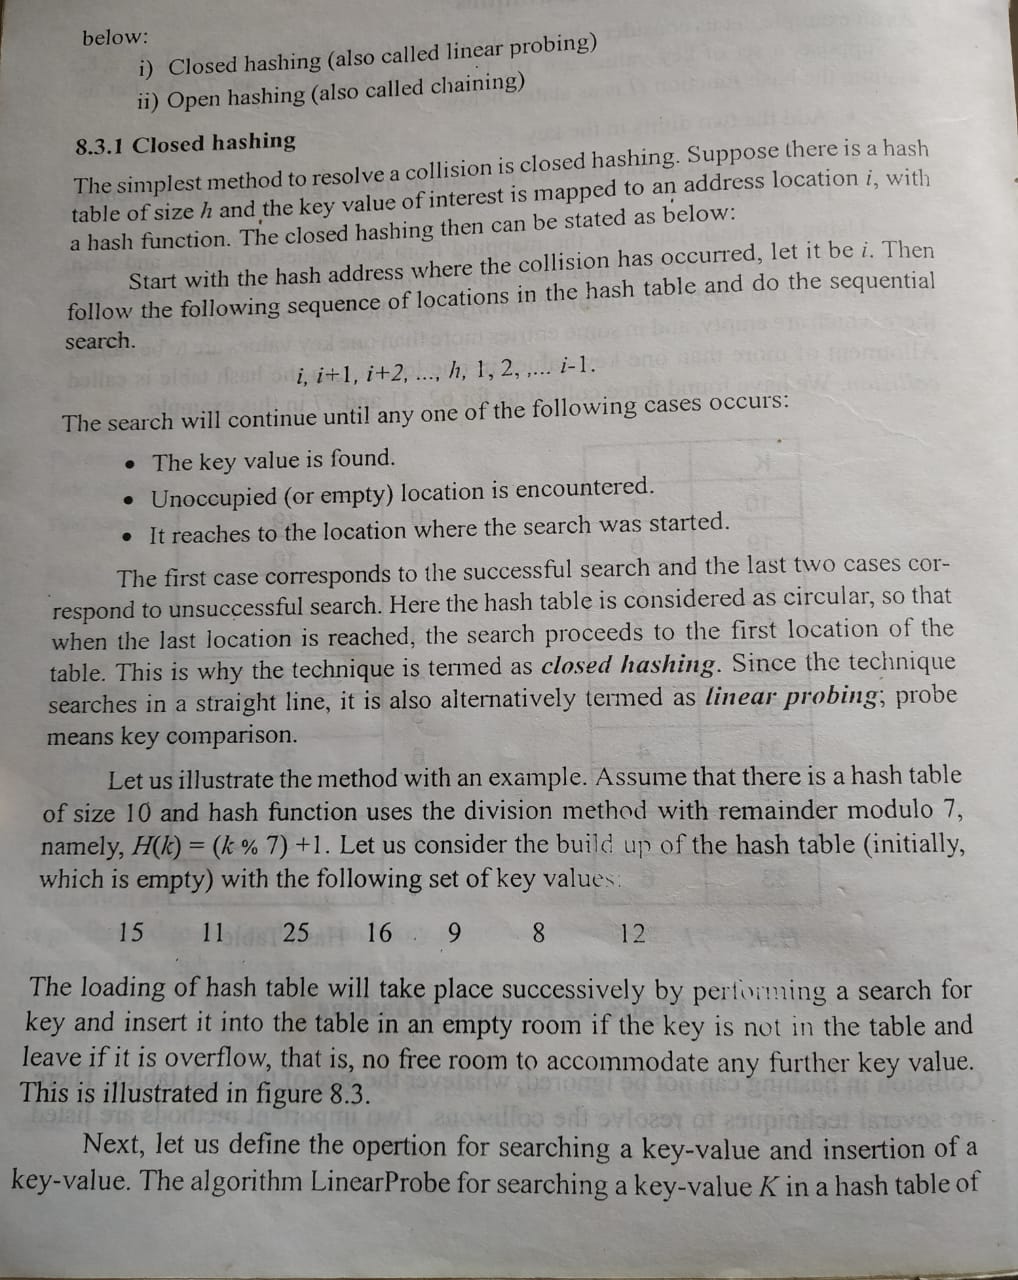 below:
i) Closed hashing (also called linear probing)
ii) Open hashing (also called chaining)
8.3.1 Closed hashing
The simplest method to resolve a collision is closed hashing. Suppose there is a hash
table of size h and the key value of interest is mapped to an address location i, with
a hash function. The closed hashing then can be stated as below:
Start with the hash address where the collision has occurred, let it be i. Then
follow the following sequence of locations in the hash table and do the sequential
search.
i, i+1, i+2, ..., h, 1, 2, ,... i-1.
The search will continue until any one of the following cases occurs:
• The key value is found.
• Unoccupied (or empty) location is encountered.
• It reaches to the location where the search was started.
The first case corresponds to the successful search and the last two cases cor-
respond to unsuccessful search. Here the hash table is considered as circular, so that
when the last location is reached, the search proceeds to the first location of the
table. This is why the technique is termed as closed hashing. Since the technique
searches in a straight line, it is also alternatively termed as linear probing; probe
means key comparison.
Let us illustrate the method with an example. Assume that there is a hash table
of size 10 and hash function uses the division method with remainder modulo 7,
namely, H(k) = (k % 7) +1. Let us consider the build up of the hash table (initially,
which is empty) with the following set of key values:
15 11 25 16 9 8 12
The loading of hash table will take place successively by performing a search for
key and insert it into the table in an empty room if the key is not in the table and
leave if it is overflow, that is, no free room to accommodate any further key value.
This is illustrated in figure 8.3.
Next, let us define the opertion for searching a key-value and insertion of a
key-value. The algorithm LinearProbe for searching a key-value K in a hash table of